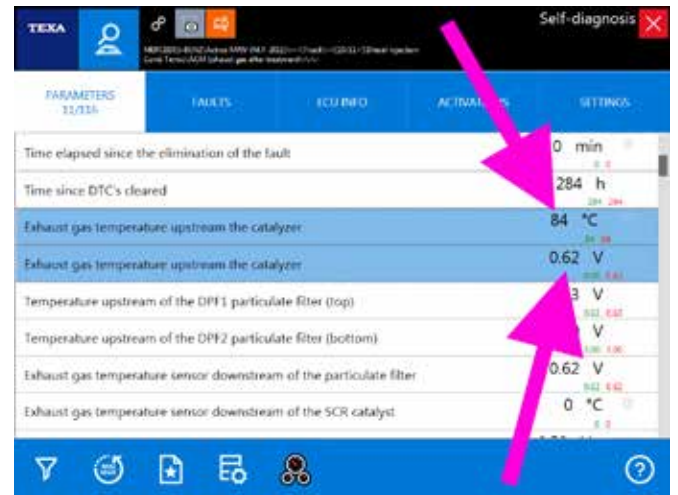 TEXA
Self-diagnosis
PARAMETERS
FAULTS
ECU INFO
SETTINGS
Time elapsed since the elimination of the fault 0 min
Time since DTC's cleared 284 h
Exhaust gas temperature upstream the catalyzer 84 °C
Exhaust gas temperature upstream the catalyzer 0.62 V
Temperature upstream of the DPF1 particulate filter (top) V
Temperature upstream of the DPF2 particulate filter (bottom) V
Exhaust gas temperature sensor downstream of the particulate filter 0.62 V
Exhaust gas temperature sensor downstream of the SCR catalyst 0 °C